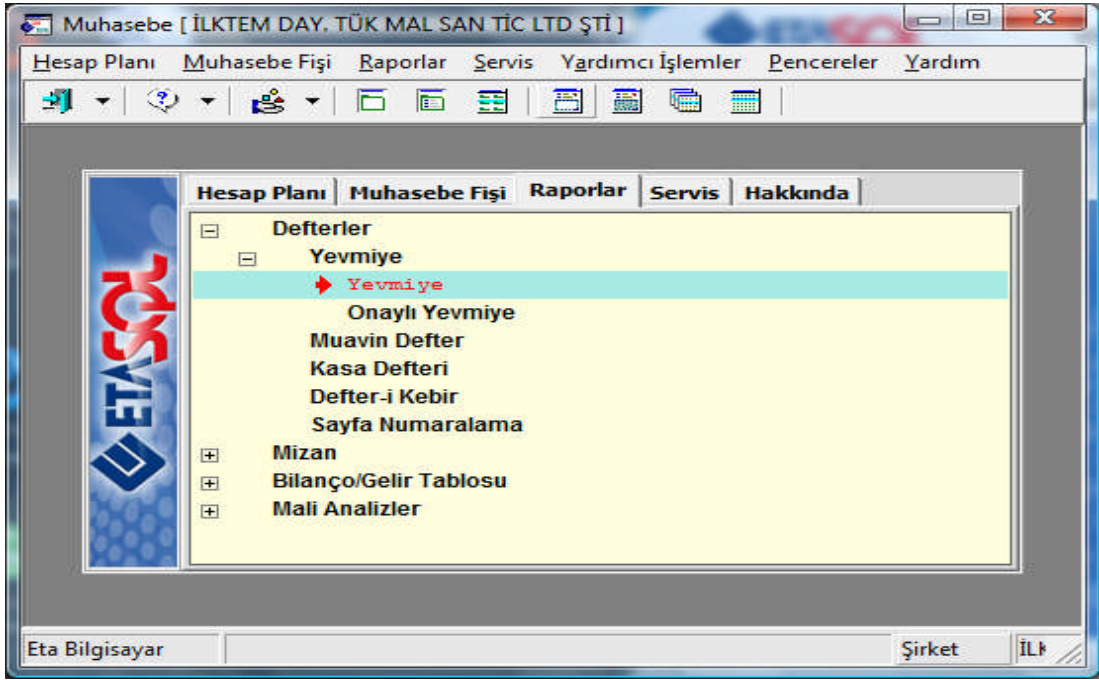 Muhasebe [ İLKTEM DAY. TÜK MAL SAN TİC LTD ŞTİ ]
Hesap Planı Muhasebe Fişi Raporlar Servis Yardımcı İşlemler Pencereler Yardım
Hesap Planı Muhasebe Fişi Raporlar Servis Hakkında
Defterler
Yevmiye
Yevmiye
Onaylı Yevmiye
Muavin Defter
Kasa Defteri
Defter-i Kebir
Sayfa Numaralama
Mizan
Bilanço/Gelir Tablosu
Mali Analizler
ETASQL
Eta Bilgisayar Şirket İLK